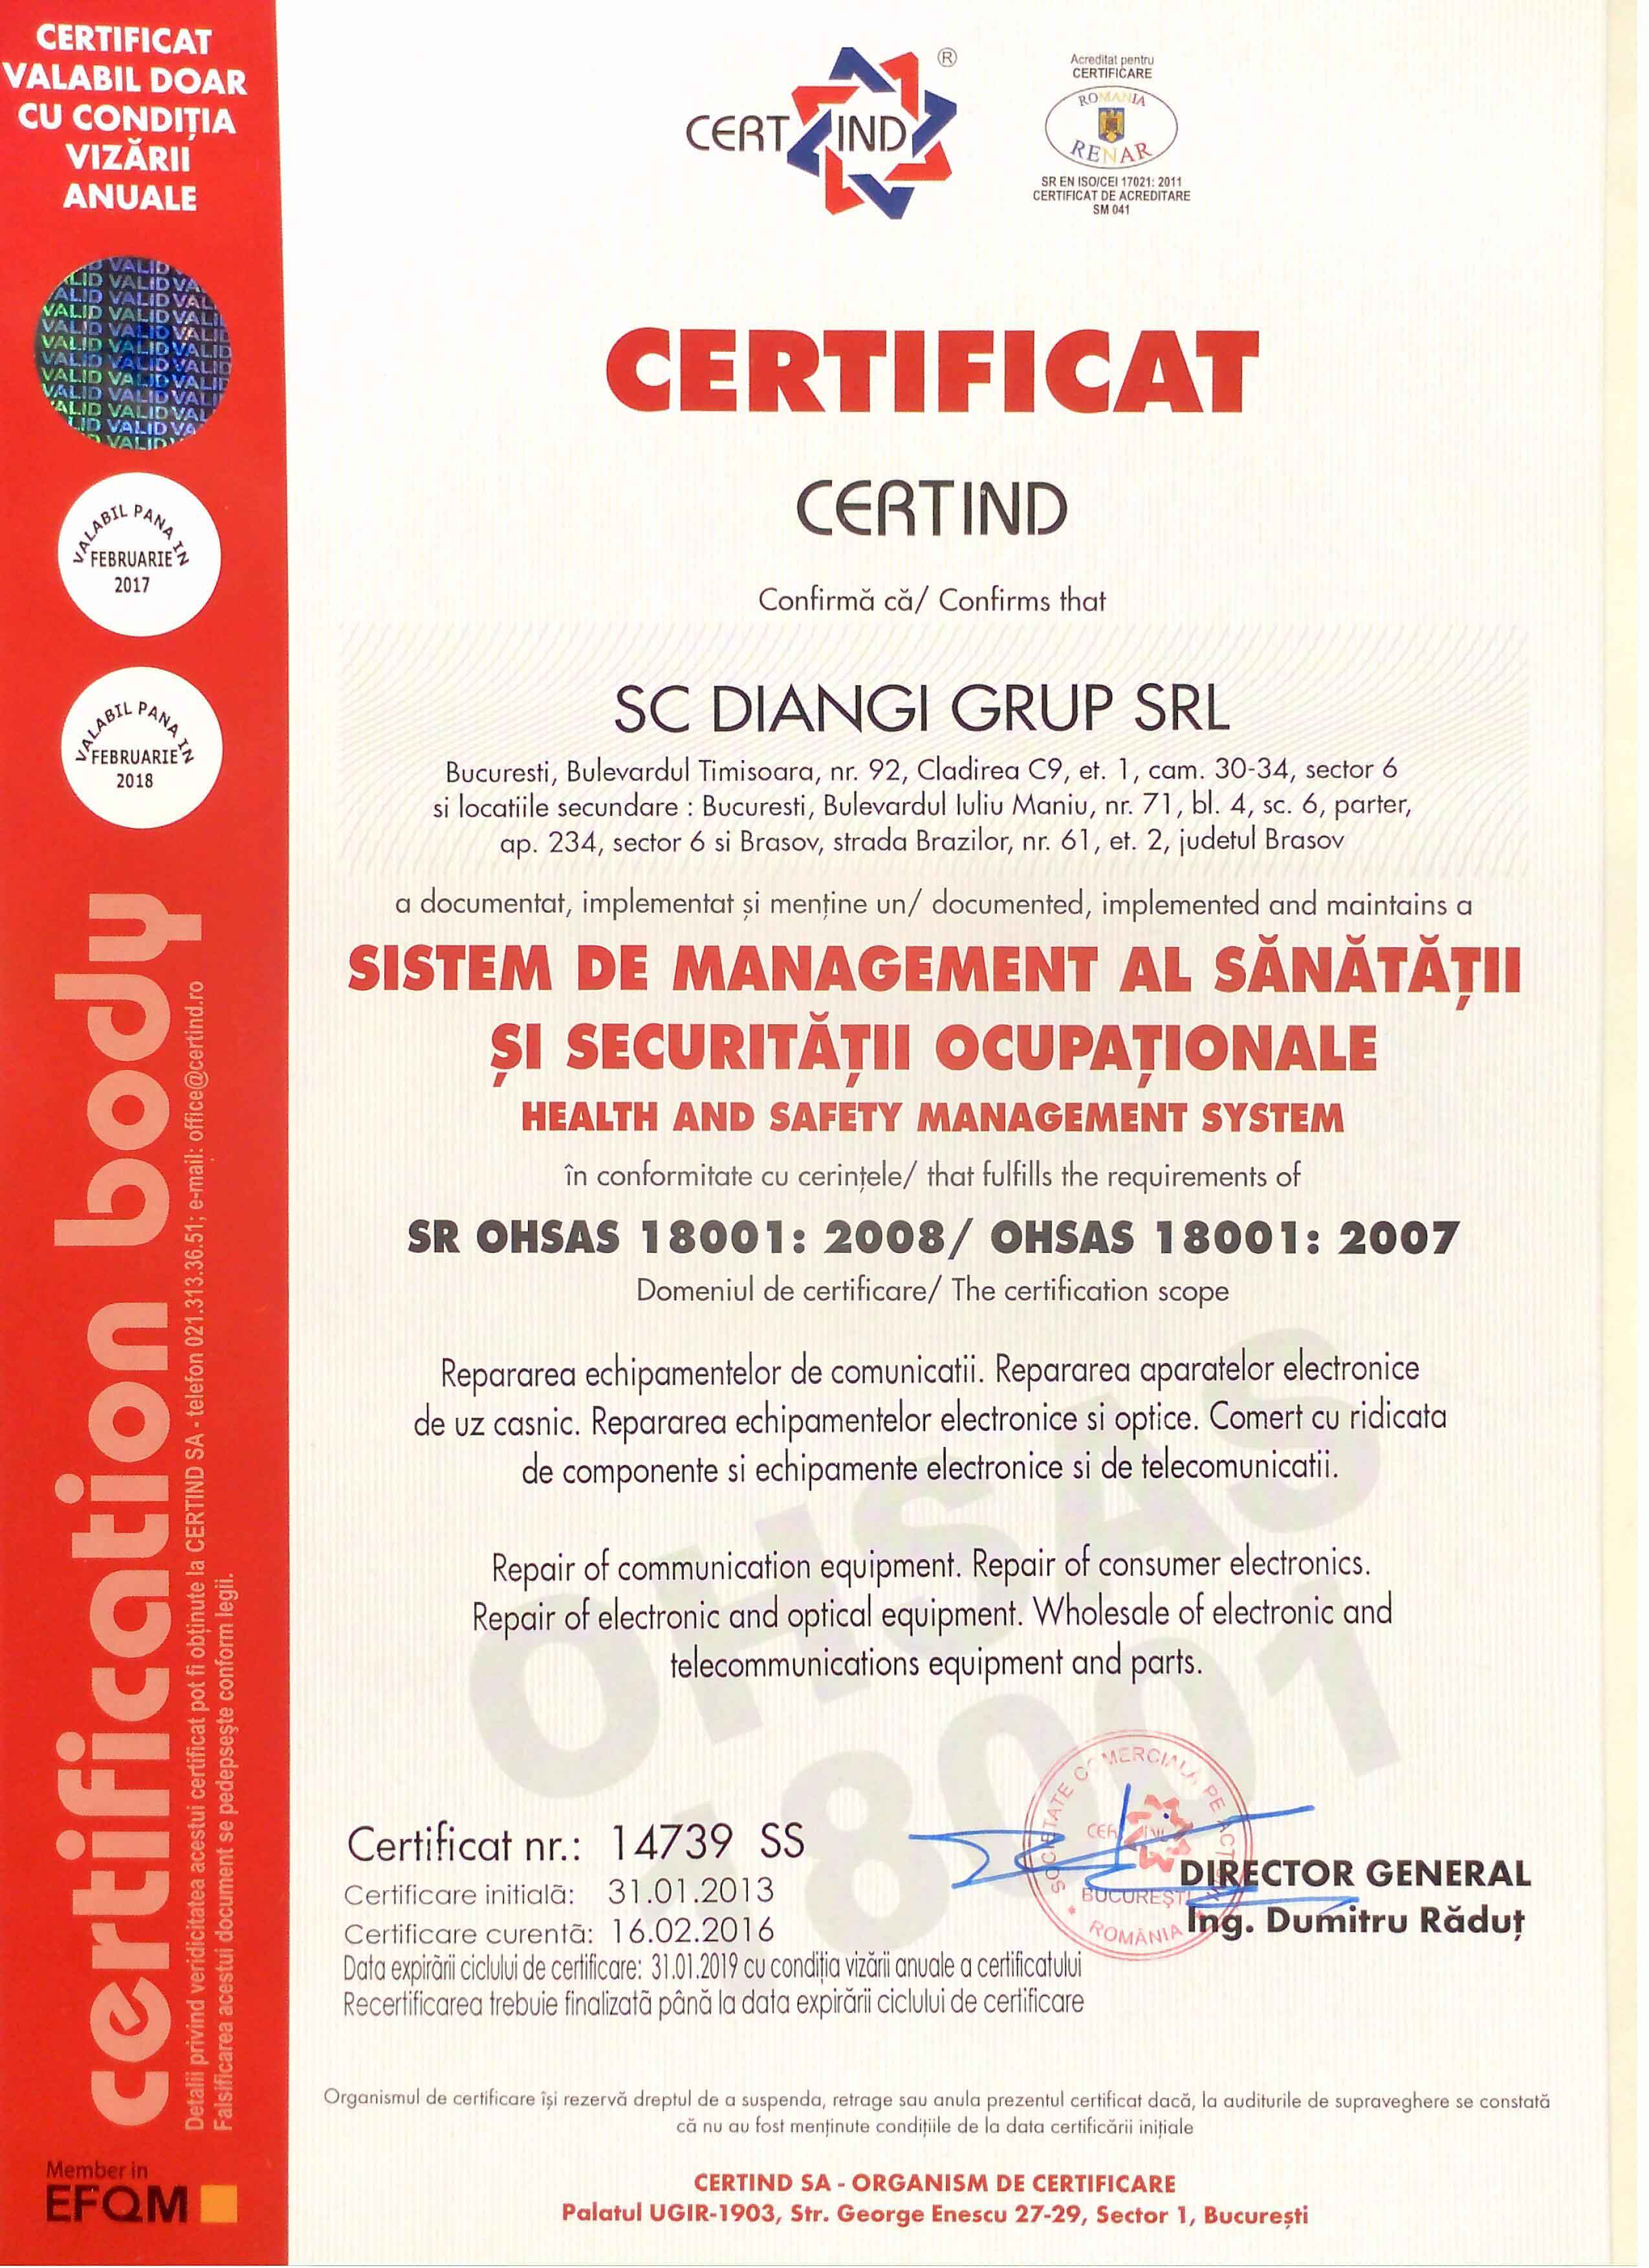 CERTIFICAT
VALABIL DOAR
CU CONDIȚIA
VIZĂRII
ANUALE
VALABIL PANA IN
FEBRUARIE
2017
VALABIL PANA IN
FEBRUARIE
2018
certification body
Detalii privind veridicitatea acestui certificat pot fi obținute la CERTIND SA - telefon 021.313.36.51; e-mail: office@certind.ro
Falsificarea acestui document se pedepsește conform legii.
Member in
EFQM
CERT IND ®
Acreditat pentru
CERTIFICARE
ROMANIA
RENAR
SR EN ISO/CEI 17021: 2011
CERTIFICAT DE ACREDITARE
SM 041
CERTIFICAT
CERTIND
Confirmă că/ Confirms that
SC DIANGI GRUP SRL
Bucuresti, Bulevardul Timisoara, nr. 92, Cladirea C9, et. 1, cam. 30-34, sector 6
si locatiile secundare : Bucuresti, Bulevardul Iuliu Maniu, nr. 71, bl. 4, sc. 6, parter,
ap. 234, sector 6 si Brasov, strada Brazilor, nr. 61, et. 2, judetul Brasov
a documentat, implementat și menține un/ documented, implemented and maintains a
SISTEM DE MANAGEMENT AL SĂNĂTĂȚII
ȘI SECURITĂȚII OCUPAȚIONALE
HEALTH AND SAFETY MANAGEMENT SYSTEM
în conformitate cu cerințele/ that fulfills the requirements of
SR OHSAS 18001: 2008/ OHSAS 18001: 2007
Domeniul de certificare/ The certification scope
Repararea echipamentelor de comunicatii. Repararea aparatelor electronice
de uz casnic. Repararea echipamentelor electronice si optice. Comert cu ridicata
de componente si echipamente electronice si de telecomunicatii.
Repair of communication equipment. Repair of consumer electronics.
Repair of electronic and optical equipment. Wholesale of electronic and
telecommunications equipment and parts.
OHSAS
18001
Certificat nr.: 14739 SS
Certificare initială: 31.01.2013
Certificare curentă: 16.02.2016
Data expirării ciclului de certificare: 31.01.2019 cu condiția vizării anuale a certificatului
Recertificarea trebuie finalizată până la data expirării ciclului de certificare
SOCIETATE COMERCIALA PE
BUCUREȘTI
ROMÂNIA
DIRECTOR GENERAL
Ing. Dumitru Răduț
Organismul de certificare își rezervă dreptul de a suspenda, retrage sau anula prezentul certificat dacă, la auditurile de supraveghere se constată
că nu au fost menținute condițiile de la data certificării inițiale
CERTIND SA - ORGANISM DE CERTIFICARE
Palatul UGIR-1903, Str. George Enescu 27-29, Sector 1, București